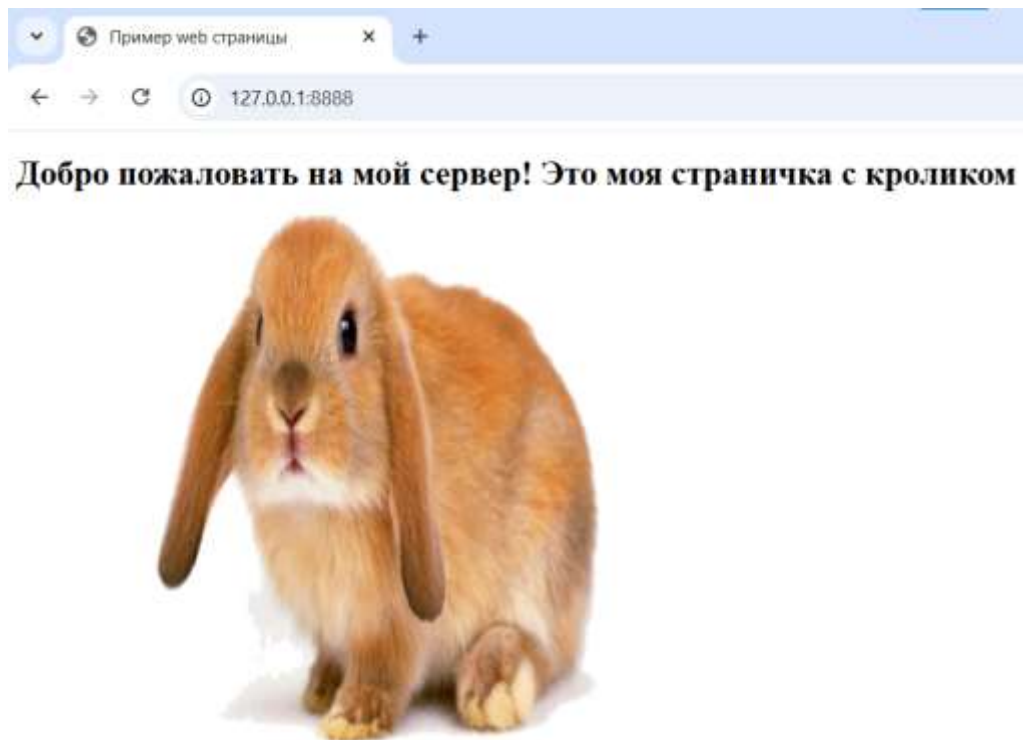 Пример web страницы
127.0.0.1:8888
Добро пожаловать на мой сервер! Это моя страничка с кроликом